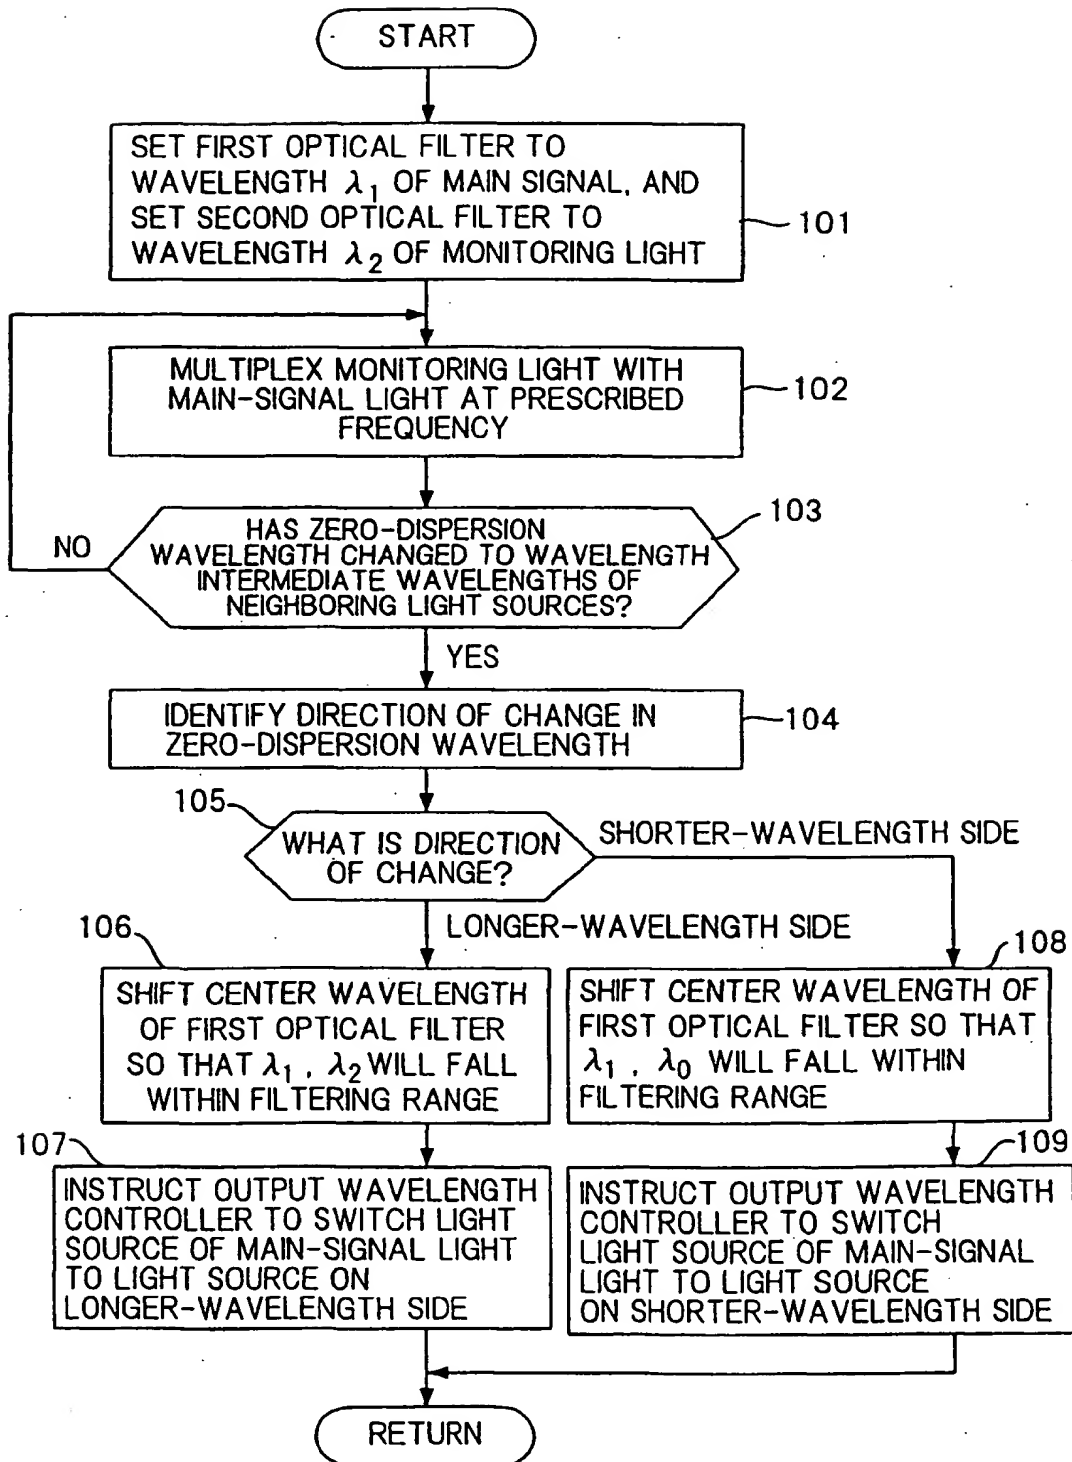 START
SET FIRST OPTICAL FILTER TO
WAVELENGTH λ1 OF MAIN SIGNAL, AND
SET SECOND OPTICAL FILTER TO
WAVELENGTH λ2 OF MONITORING LIGHT
101
MULTIPLEX MONITORING LIGHT WITH
MAIN-SIGNAL LIGHT AT PRESCRIBED
FREQUENCY
102
HAS ZERO-DISPERSION
WAVELENGTH CHANGED TO WAVELENGTH
INTERMEDIATE WAVELENGTHS OF
NEIGHBORING LIGHT SOURCES?
103
NO
YES
IDENTIFY DIRECTION OF CHANGE IN
ZERO-DISPERSION WAVELENGTH
104
105
WHAT IS DIRECTION
OF CHANGE?
SHORTER-WAVELENGTH SIDE
LONGER-WAVELENGTH SIDE
106
SHIFT CENTER WAVELENGTH
OF FIRST OPTICAL FILTER
SO THAT λ1, λ2 WILL FALL
WITHIN FILTERING RANGE
108
SHIFT CENTER WAVELENGTH OF
FIRST OPTICAL FILTER SO THAT
λ1, λ0 WILL FALL WITHIN
FILTERING RANGE
107
INSTRUCT OUTPUT WAVELENGTH
CONTROLLER TO SWITCH LIGHT
SOURCE OF MAIN-SIGNAL LIGHT
TO LIGHT SOURCE ON
LONGER-WAVELENGTH SIDE
109
INSTRUCT OUTPUT WAVELENGTH
CONTROLLER TO SWITCH
LIGHT SOURCE OF MAIN-SIGNAL
LIGHT TO LIGHT SOURCE
ON SHORTER-WAVELENGTH SIDE
RETURN